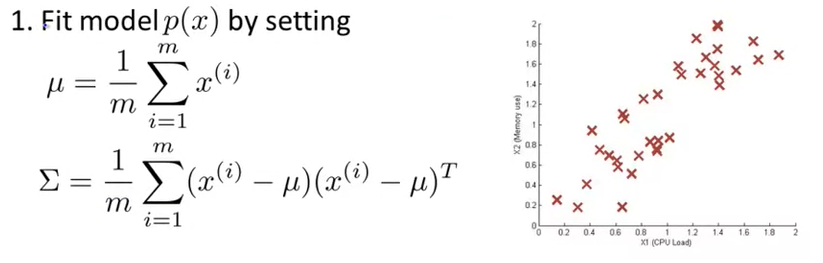 1. Fit model p(x) by setting
μ = 1/m m∑i=1 x^(i)
Σ = 1/m m∑i=1 (x^(i) − μ)(x^(i) − μ)^T
2
1.8
1.6
1.4
1.2
1
0.8
0.6
0.4
0.2
0
X2 (Memory use)
0 0.2 0.4 0.6 0.8 1 1.2 1.4 1.6 1.8 2
X1 (CPU Load)